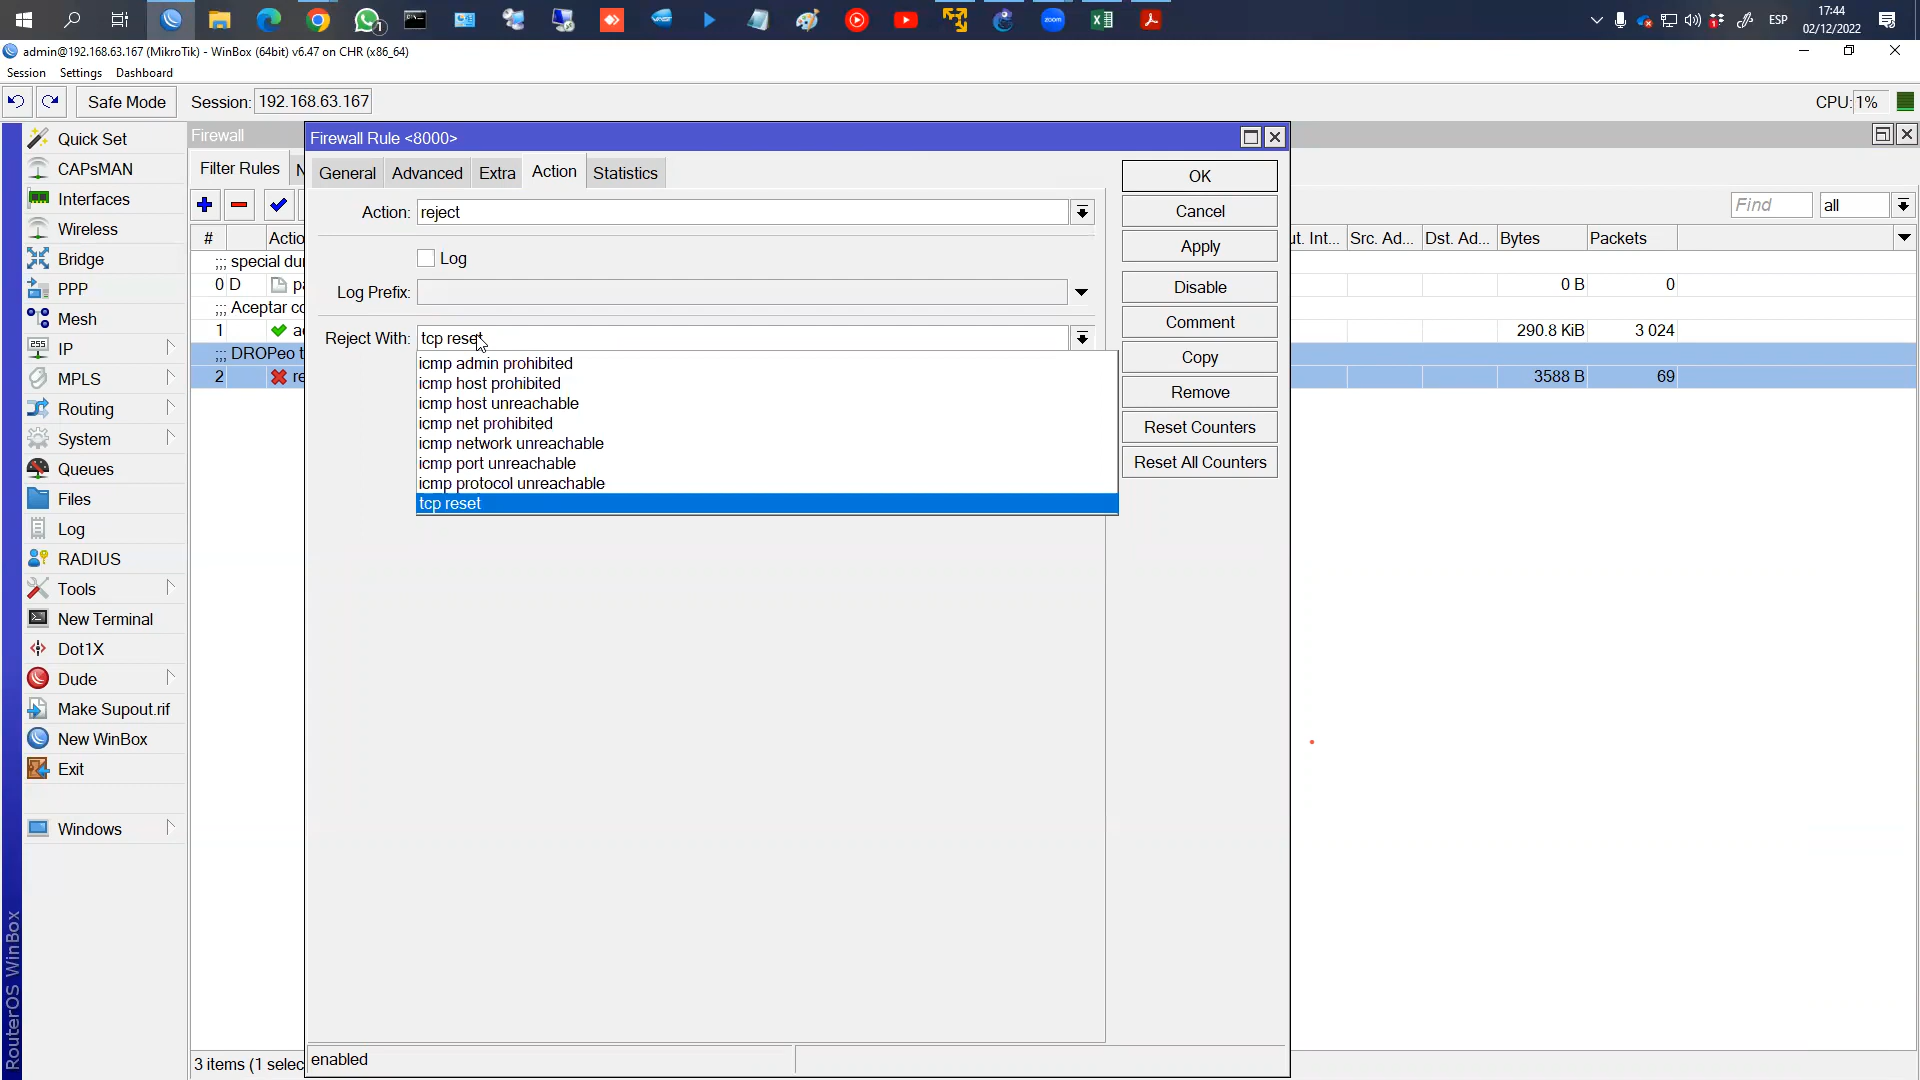 ESP
17:44
02/12/2022
admin@192.168.63.167 (MikroTik) - WinBox (64bit) v6.47 on CHR (x86_64)
Session Settings Dashboard
Safe Mode Session: 192.168.63.167 CPU: 1%
Quick Set
CAPsMAN
Interfaces
Wireless
Bridge
PPP
Mesh
IP
MPLS
Routing
System
Queues
Files
Log
RADIUS
Tools
New Terminal
Dot1X
Dude
Make Supout.rif
New WinBox
Exit
Windows
RouterOS WinBox
Firewall
Filter Rules
Find all
# Actio ut. Int... Src. Ad... Dst. Ad... Bytes Packets
;;; special du
0 D pa 0 B 0
;;; Aceptar co
1 ac 290.8 KiB 3 024
;;; DROPeo t
2 re 3588 B 69
3 items (1 selec
Firewall Rule <8000>
General Advanced Extra Action Statistics
Action: reject
Log
Log Prefix:
Reject With: tcp reset
icmp admin prohibited
icmp host prohibited
icmp host unreachable
icmp net prohibited
icmp network unreachable
icmp port unreachable
icmp protocol unreachable
tcp reset
OK
Cancel
Apply
Disable
Comment
Copy
Remove
Reset Counters
Reset All Counters
enabled